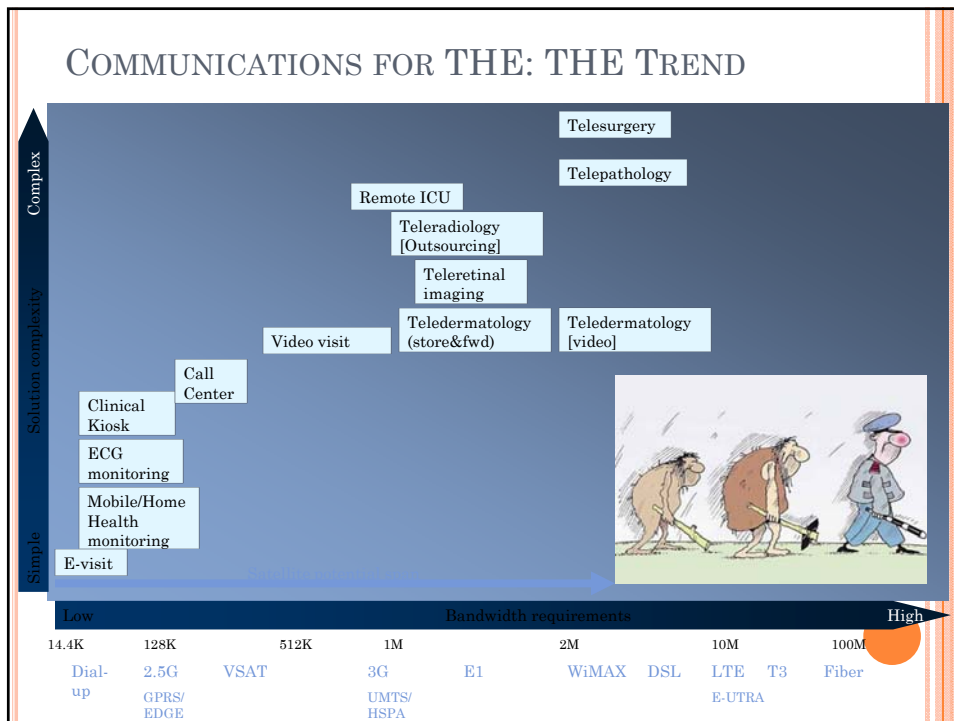 COMMUNICATIONS FOR THE: THE TREND
Complex
Solution complexity
Simple
Telesurgery
Telepathology
Remote ICU
Teleradiology
[Outsourcing]
Teleretinal
imaging
Teledermatology
(store&fwd)
Teledermatology
[video]
Video visit
Call
Center
Clinical
Kiosk
ECG
monitoring
Mobile/Home
Health
monitoring
E-visit
Low
Bandwidth requirements
High
14.4K
128K
512K
1M
2M
10M
100M
Dial-
up
2.5G
VSAT
3G
E1
WiMAX
DSL
LTE
T3
Fiber
GPRS/
EDGE
UMTS/
HSPA
E-UTRA